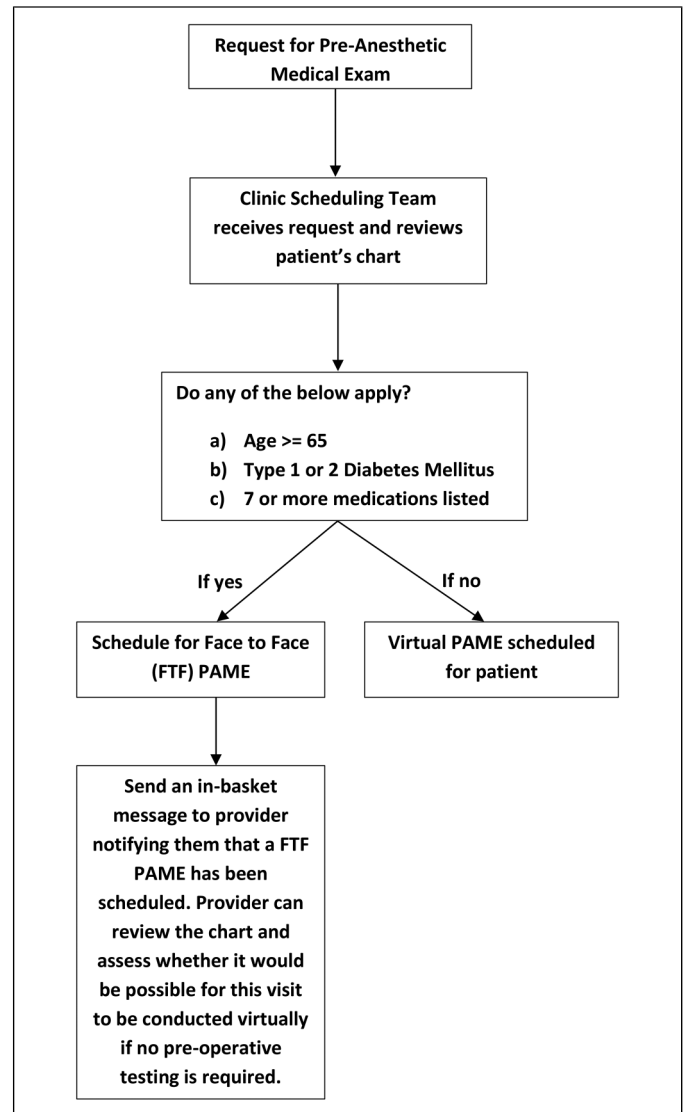 Request for Pre-Anesthetic
Medical Exam
Clinic Scheduling Team
receives request and reviews
patient’s chart
Do any of the below apply?
a) Age >= 65
b) Type 1 or 2 Diabetes Mellitus
c) 7 or more medications listed
If yes
If no
Schedule for Face to Face
(FTF) PAME
Virtual PAME scheduled
for patient
Send an in-basket
message to provider
notifying them that a FTF
PAME has been
scheduled. Provider can
review the chart and
assess whether it would
be possible for this visit
to be conducted virtually
if no pre-operative
testing is required.